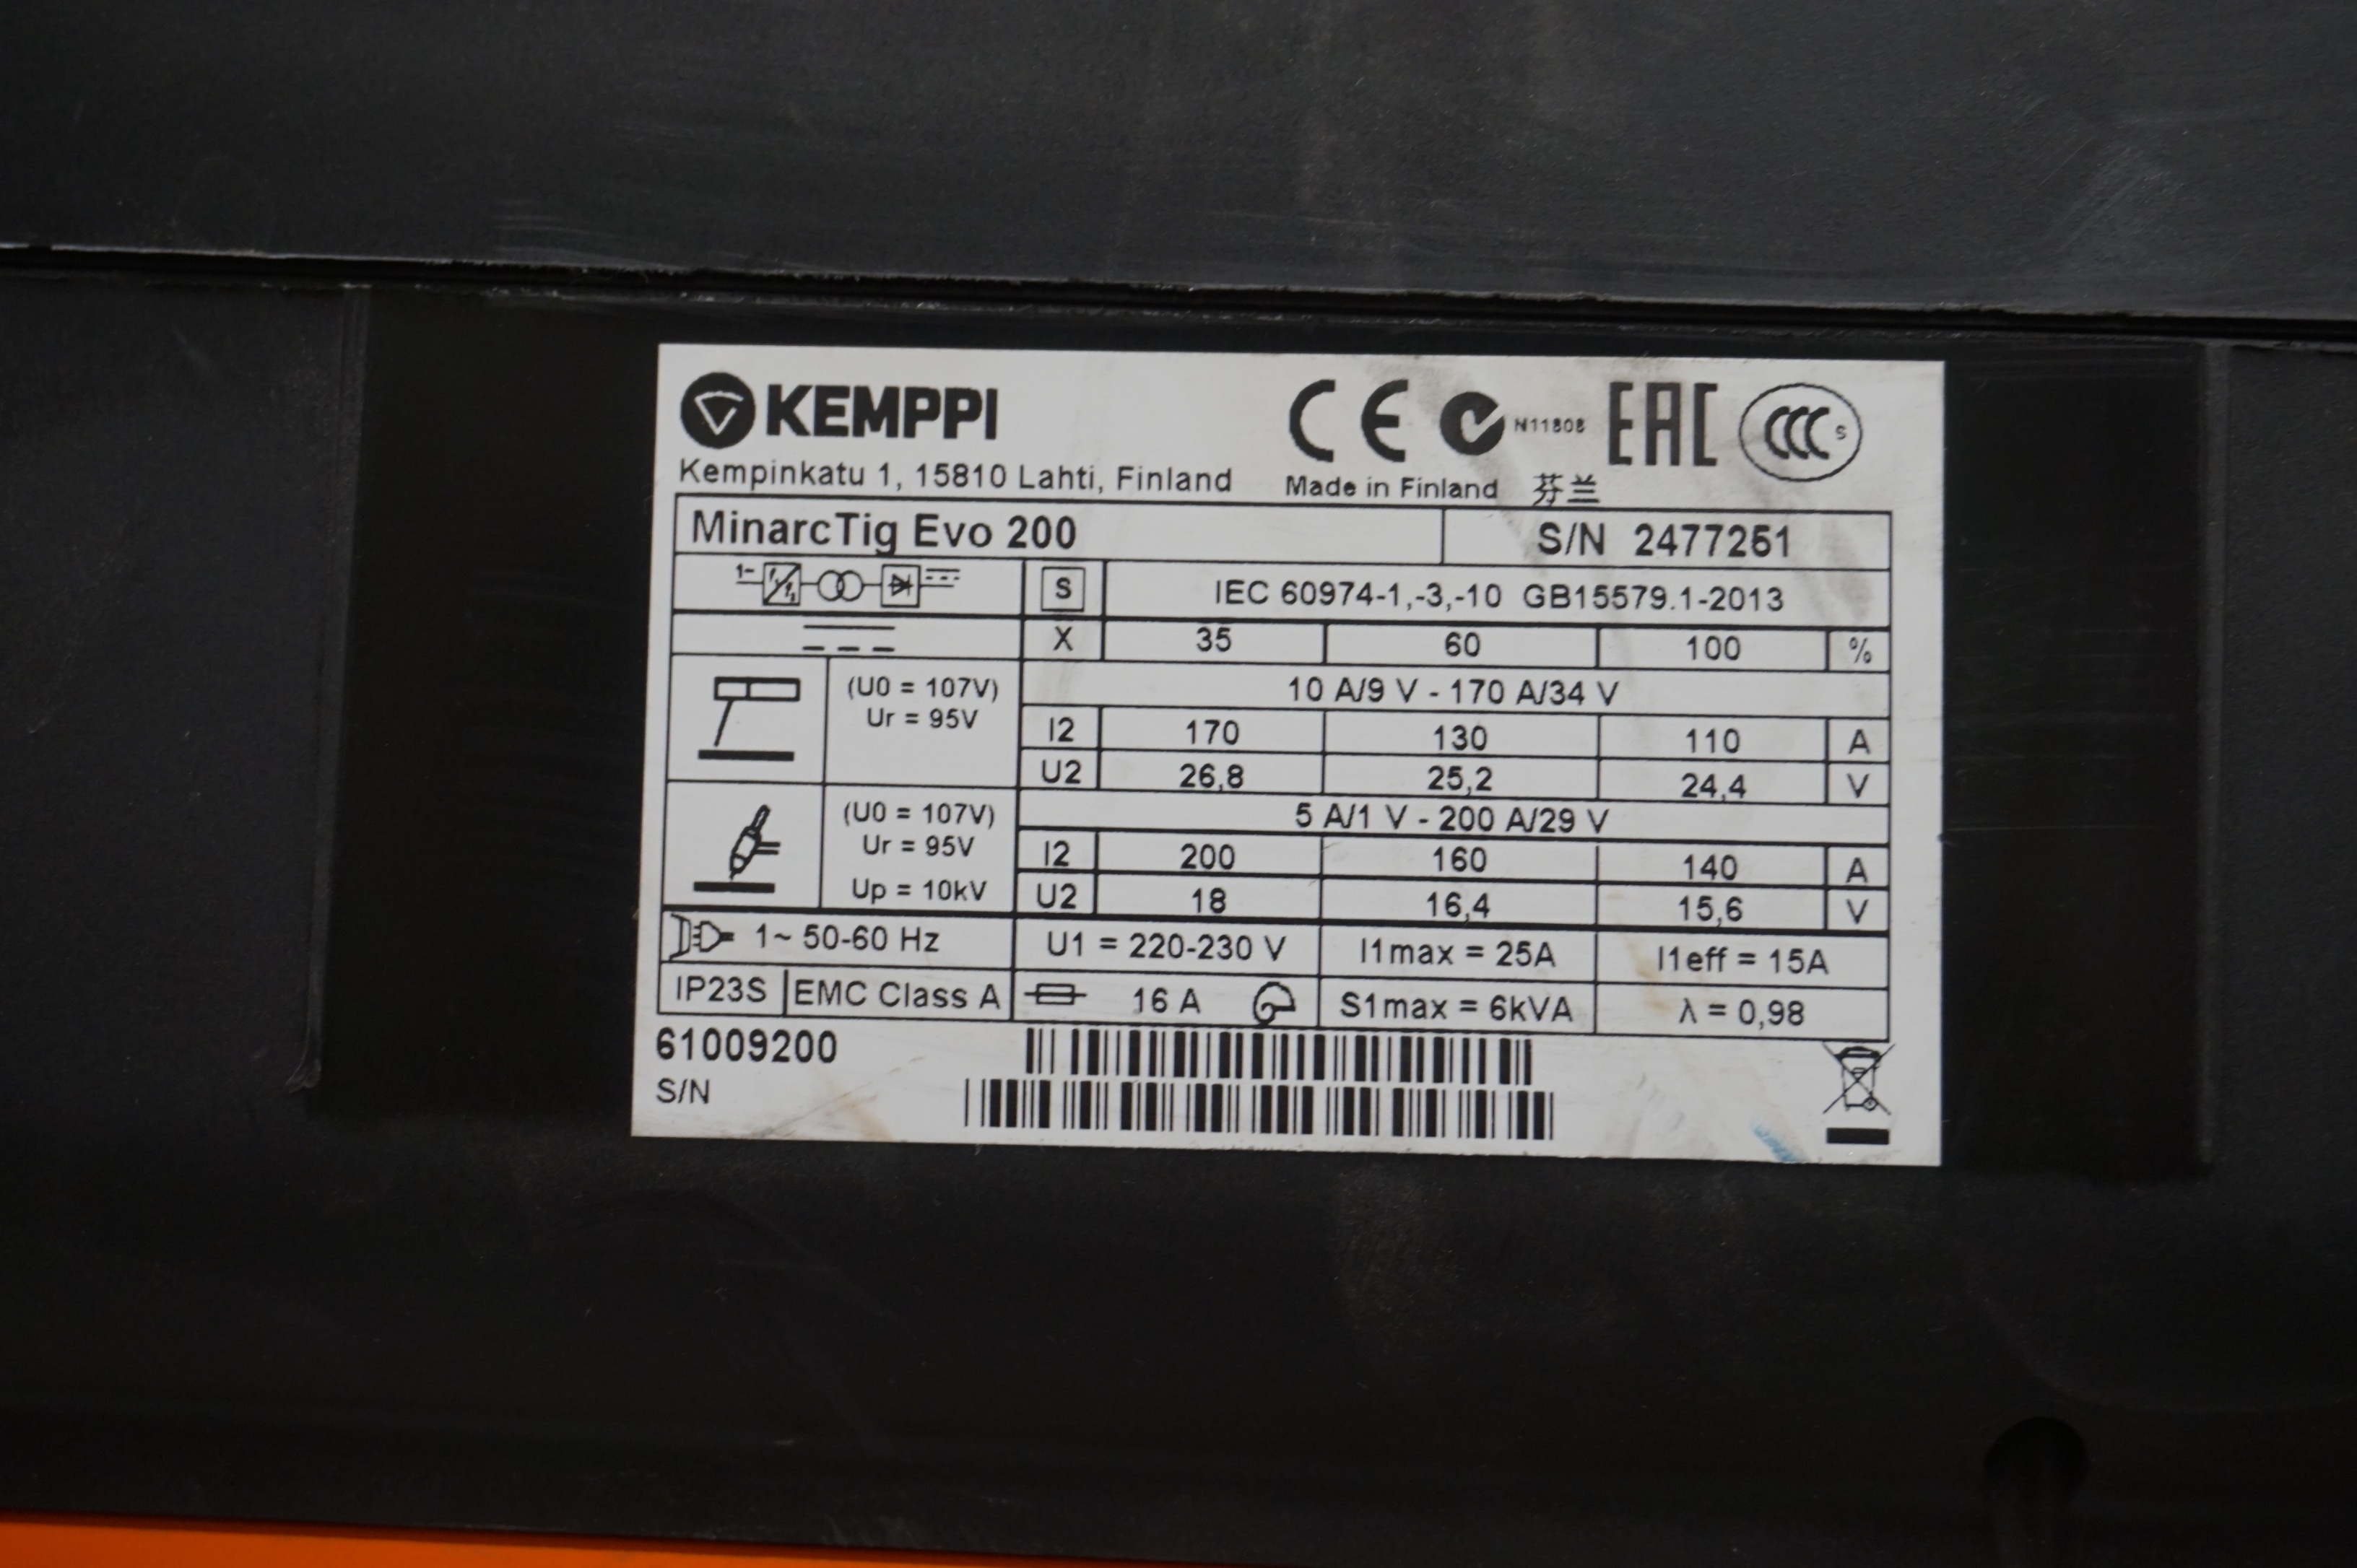 KEMPPI
CE N11808 EAC CCC S
Kempinkatu 1, 15810 Lahti, Finland Made in Finland 芬兰
MinarcTig Evo 200 S/N 2477251
1~ S IEC 60974-1,-3,-10 GB15579.1-2013
X 35 60 100 %
(U0 = 107V) 10 A/9 V - 170 A/34 V
Ur = 95V I2 170 130 110 A
U2 26,8 25,2 24,4 V
(U0 = 107V) 5 A/1 V - 200 A/29 V
Ur = 95V I2 200 160 140 A
Up = 10kV U2 18 16,4 15,6 V
1~ 50-60 Hz U1 = 220-230 V I1max = 25A I1eff = 15A
IP23S EMC Class A 16 A S1max = 6kVA λ = 0,98
61009200
S/N